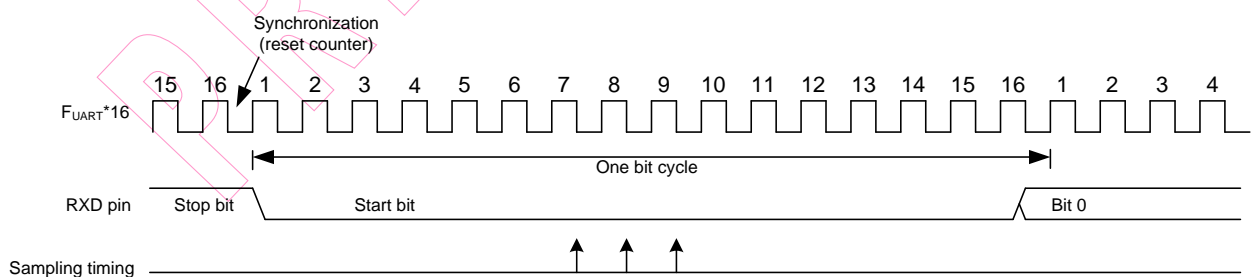 Synchronization
(reset counter)
15 16 1 2 3 4 5 6 7 8 9 10 11 12 13 14 15 16 1 2 3 4
FUART*16
One bit cycle
RXD pin Stop bit Start bit Bit 0
Sampling timing